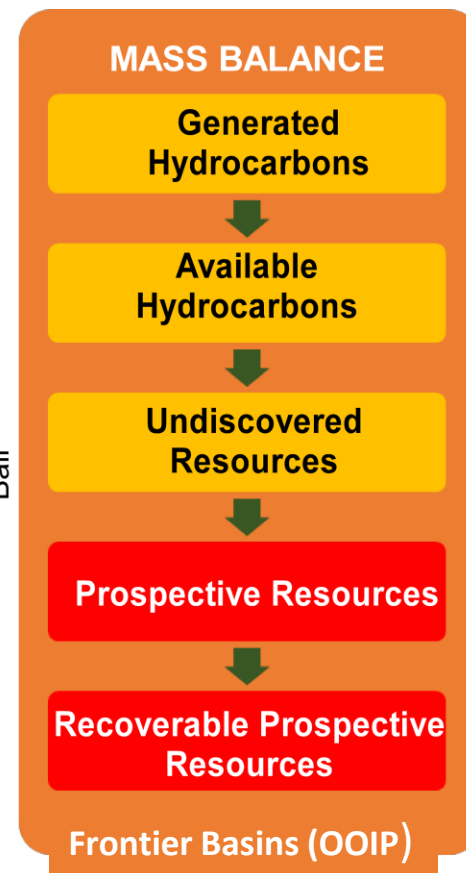 MASS BALANCE
Generated
Hydrocarbons
Available
Hydrocarbons
Undiscovered
Resources
Prospective Resources
Recoverable Prospective
Resources
Frontier Basins (OOIP)